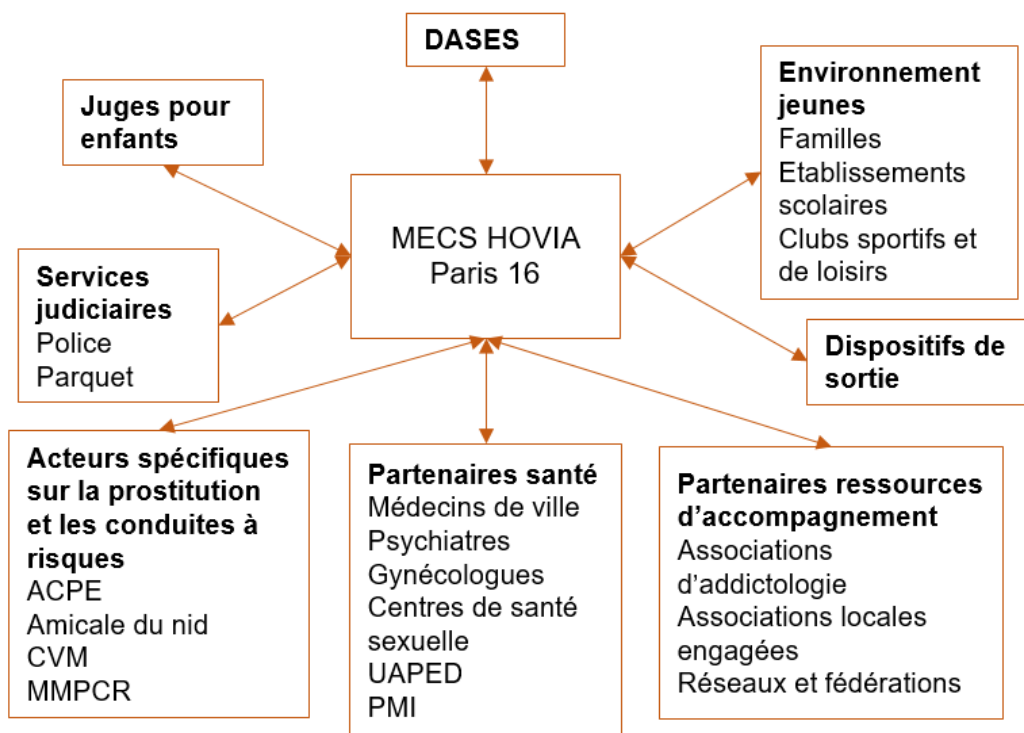 DASES
Juges pour
enfants
Environnement
jeunes
Familles
Etablissements
scolaires
Clubs sportifs et
de loisirs
MECS HOVIA
Paris 16
Services
judiciaires
Police
Parquet
Dispositifs de
sortie
Acteurs spécifiques
sur la prostitution
et les conduites à
risques
ACPE
Amicale du nid
CVM
MMPCR
Partenaires santé
Médecins de ville
Psychiatres
Gynécologues
Centres de santé
sexuelle
UAPED
PMI
Partenaires ressources
d’accompagnement
Associations
d’addictologie
Associations locales
engagées
Réseaux et fédérations